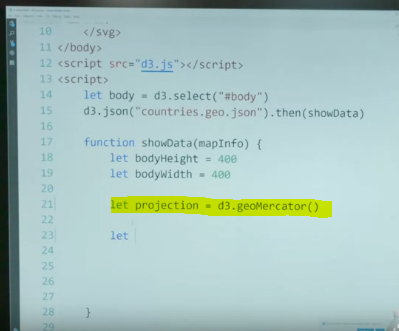 10 </svg>
11 </body>
12 <script src="d3.js"></script>
13 <script>
14 let body = d3.select("#body")
15 d3.json("countries.geo.json").then(showData)
16
17 function showData(mapInfo) {
18 let bodyHeight = 400
19 let bodyWidth = 400
20
21 let projection = d3.geoMercator()
22
23 let
24
25
26
27
28 }
29